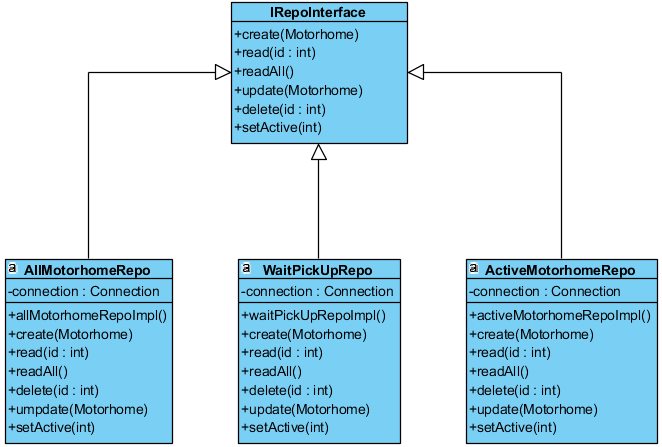 IRepoInterface
+create(Motorhome)
+read(id : int)
+readAll()
+update(Motorhome)
+delete(id : int)
+setActive(int)
a AllMotorhomeRepo
-connection : Connection
+allMotorhomeRepoImpl()
+create(Motorhome)
+read(id : int)
+readAll()
+delete(id : int)
+umpdate(Motorhome)
+setActive(int)
a WaitPickUpRepo
-connection : Connection
+waitPickUpRepoImpl()
+create(Motorhome)
+read(id : int)
+readAll()
+delete(id : int)
+update(Motorhome)
+setActive(int)
a ActiveMotorhomeRepo
-connection : Connection
+activeMotorhomeRepoImpl()
+create(Motorhome)
+read(id : int)
+readAll()
+delete(id : int)
+update(Motorhome)
+setActive(int)